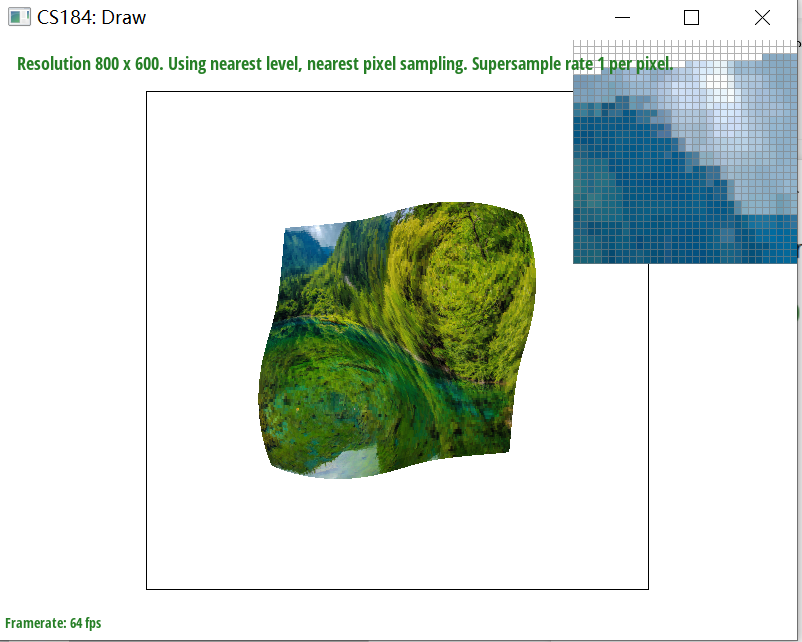 CS184: Draw
Resolution 800 x 600. Using nearest level, nearest pixel sampling. Supersample rate 1 per pixel.
Framerate: 64 fps